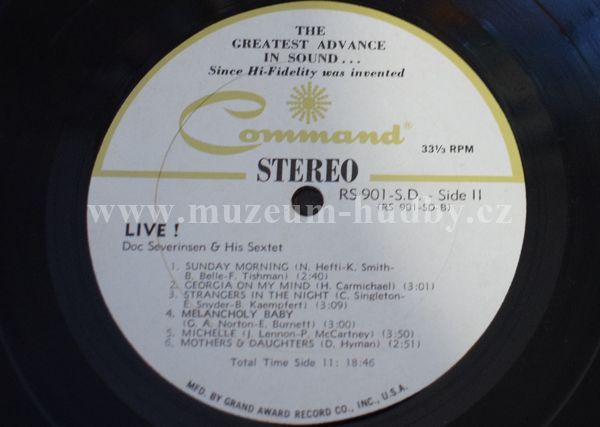 THE
GREATEST ADVANCE
IN SOUND...
Since Hi-Fidelity was invented
Command®
33⅓ RPM
STEREO
RS 901-S.D. - Side II
(RS 901-SD-B)
www.muzeum-hudby.cz
LIVE !
Doc Severinsen & His Sextet
1. SUNDAY MORNING (N. Hefti-K. Smith-
B. Belle-F. Tishman) (2:40)
2. GEORGIA ON MY MIND (H. Carmichael) (3:01)
3. STRANGERS IN THE NIGHT (C. Singleton-
E. Snyder-B. Kaempfert) (3:09)
4. MELANCHOLY BABY
(G. A. Norton-E. Burnett) (3:00)
5. MICHELLE (J. Lennon-P. McCartney) (3:50)
6. MOTHERS & DAUGHTERS (D. Hyman) (2:51)
Total Time Side 11: 18:46
MFD. BY GRAND AWARD RECORD CO., INC., U.S.A.